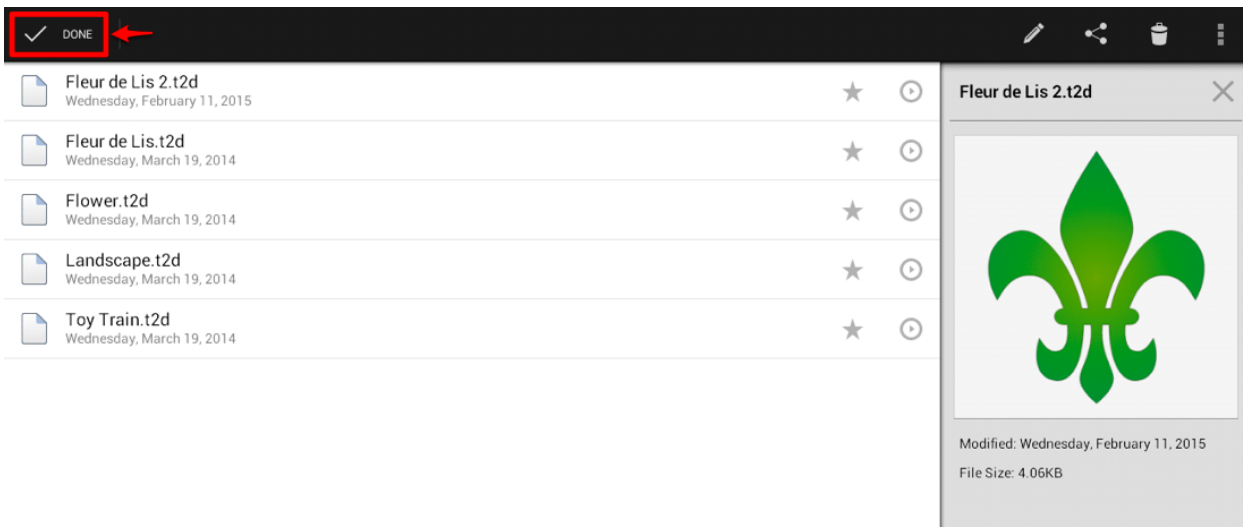 DONE
Fleur de Lis 2.t2d
Wednesday, February 11, 2015
Fleur de Lis.t2d
Wednesday, March 19, 2014
Flower.t2d
Wednesday, March 19, 2014
Landscape.t2d
Wednesday, March 19, 2014
Toy Train.t2d
Wednesday, March 19, 2014
Fleur de Lis 2.t2d
Modified: Wednesday, February 11, 2015
File Size: 4.06KB